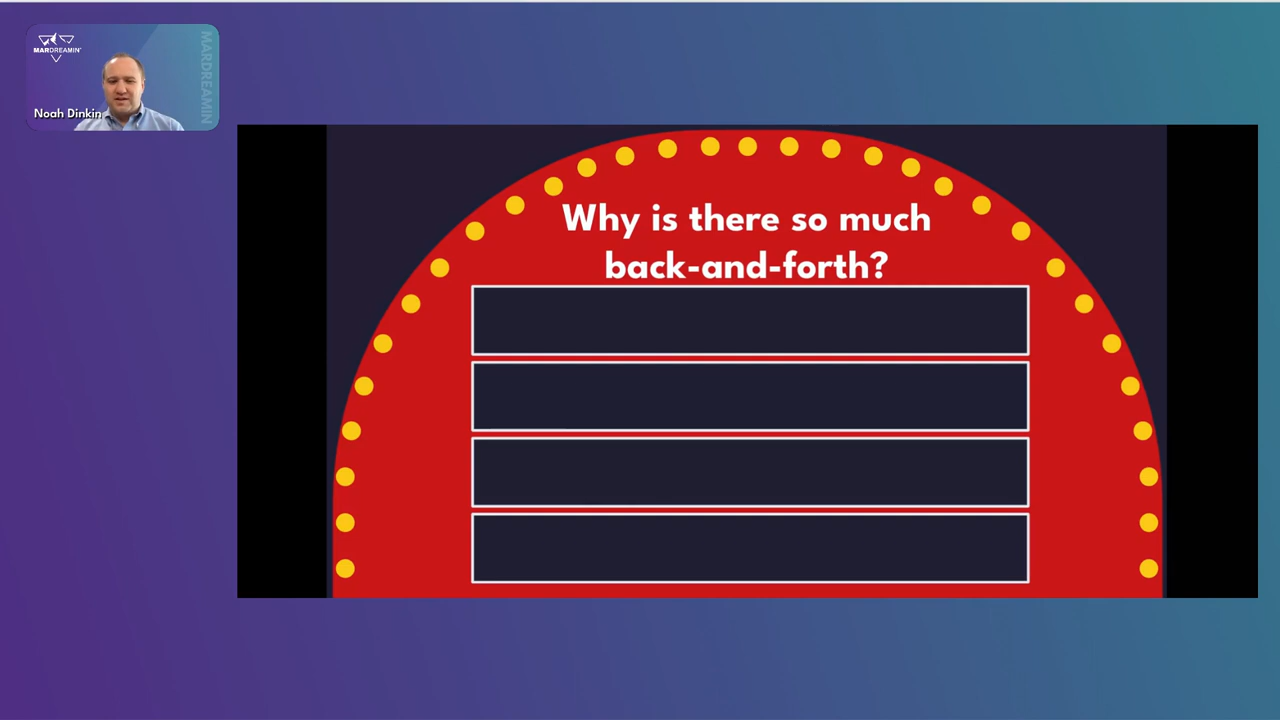 MARDREAMIN'
MARDREAMIN
Noah Dinkin
Why is there so much
back-and-forth?